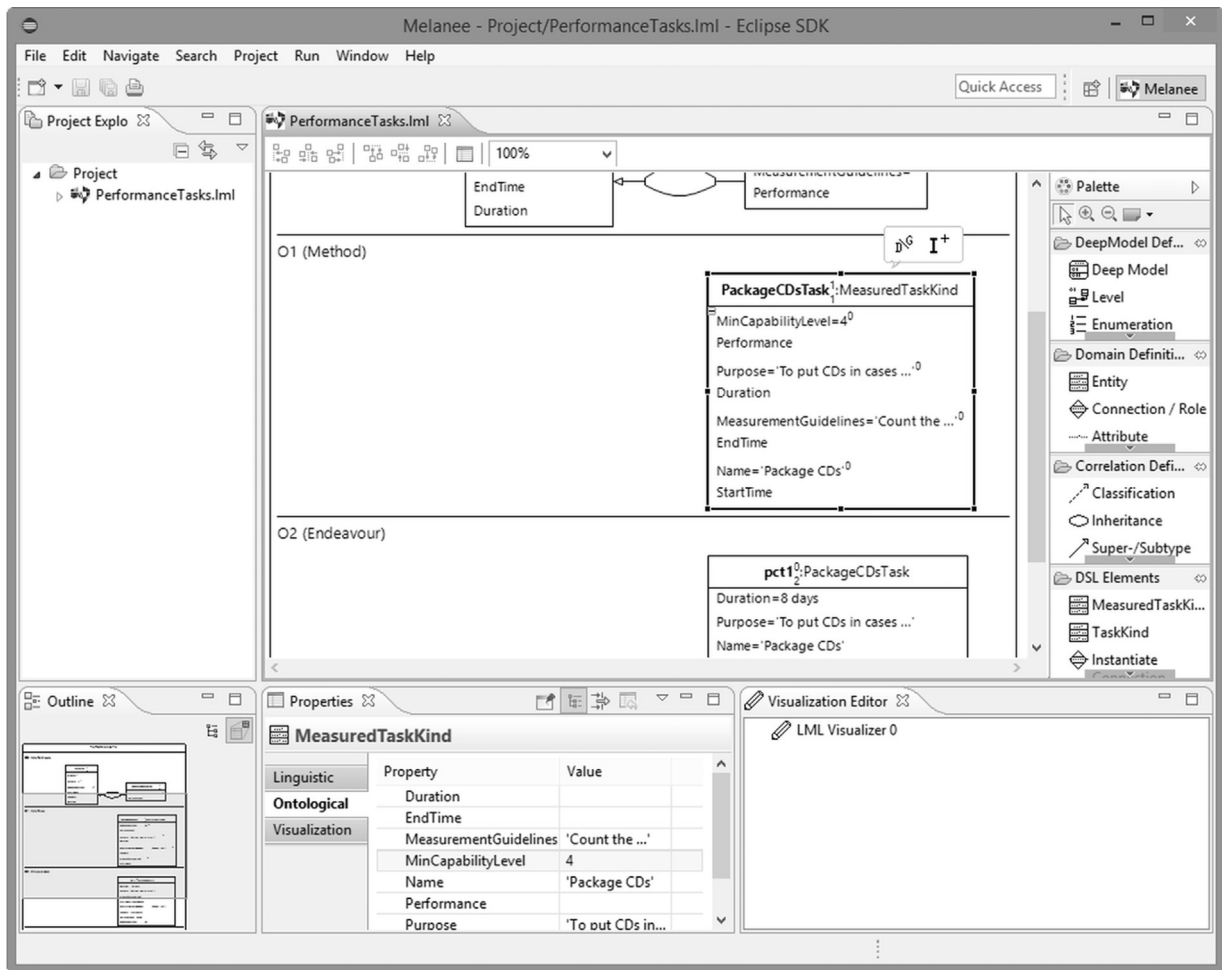 Melanee - Project/PerformanceTasks.lml - Eclipse SDK
File Edit Navigate Search Project Run Window Help
Quick Access
Melanee
Project Explo
Project
PerformanceTasks.lml
PerformanceTasks.lml
100%
EndTime
Duration
MeasurementGuidelines=
Performance
O1 (Method)
D G I+
PackageCDsTask 1 1 :MeasuredTaskKind
MinCapabilityLevel=4 0
Performance
Purpose='To put CDs in cases ...' 0
Duration
MeasurementGuidelines='Count the ...' 0
EndTime
Name='Package CDs' 0
StartTime
O2 (Endeavour)
pct1 0 2 :PackageCDsTask
Duration=8 days
Purpose='To put CDs in cases ...'
Name='Package CDs'
Palette
DeepModel Def...
Deep Model
Level
Enumeration
Domain Definiti...
Entity
Connection / Role
Attribute
Correlation Defi...
Classification
Inheritance
Super-/Subtype
DSL Elements
MeasuredTaskKi...
TaskKind
Instantiate
Connection
Outline
Properties
MeasuredTaskKind
Linguistic
Ontological
Visualization
Property Value
Duration
EndTime
MeasurementGuidelines 'Count the ...'
MinCapabilityLevel 4
Name 'Package CDs'
Performance
Purpose 'To put CDs in...
Visualization Editor
LML Visualizer 0